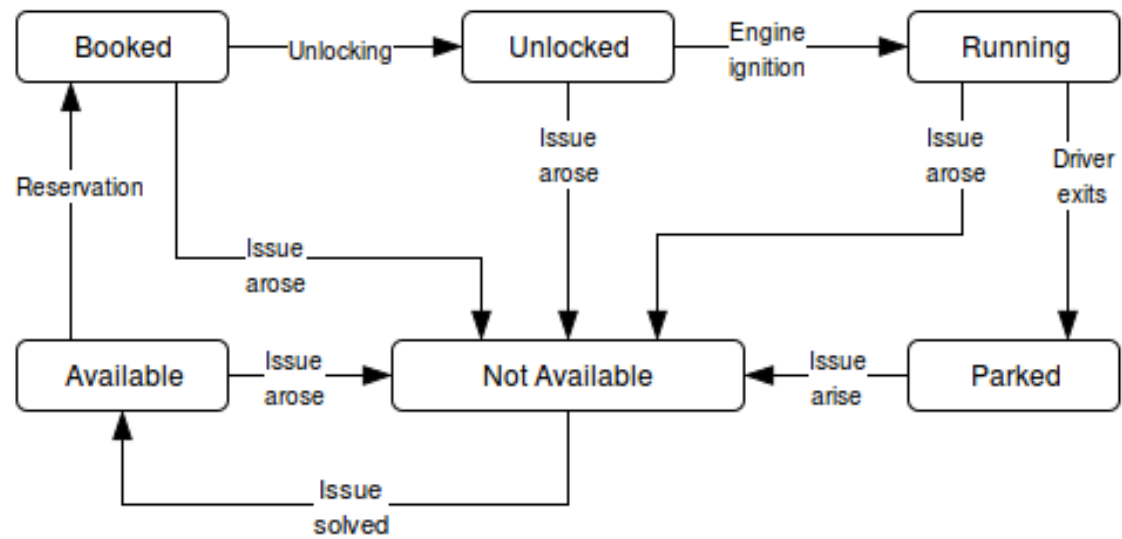 Booked
Unlocking
Unlocked
Engine
ignition
Running
Reservation
Issue
arose
Issue
arose
Issue
arose
Driver
exits
Available
Issue
arose
Not Available
Issue
arise
Parked
Issue
solved